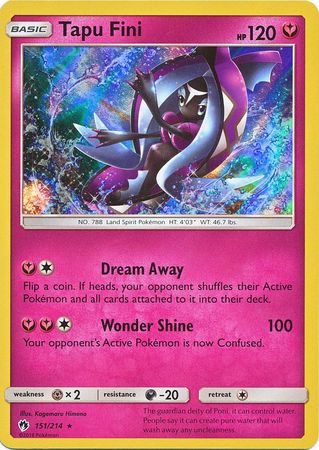 BASIC
Tapu Fini
HP 120
NO. 788 Land Spirit Pokémon HT: 4'03" WT: 46.7 lbs.
Dream Away
Flip a coin. If heads, your opponent shuffles their Active
Pokémon and all cards attached to it into their deck.
Wonder Shine 100
Your opponent's Active Pokémon is now Confused.
weakness × 2 resistance -20 retreat
Illus. Kagemaru Himeno
151/214
©2018 Pokémon
The guardian deity of Poni, it can control water.
People say it can create pure water that will
wash away any uncleanness.